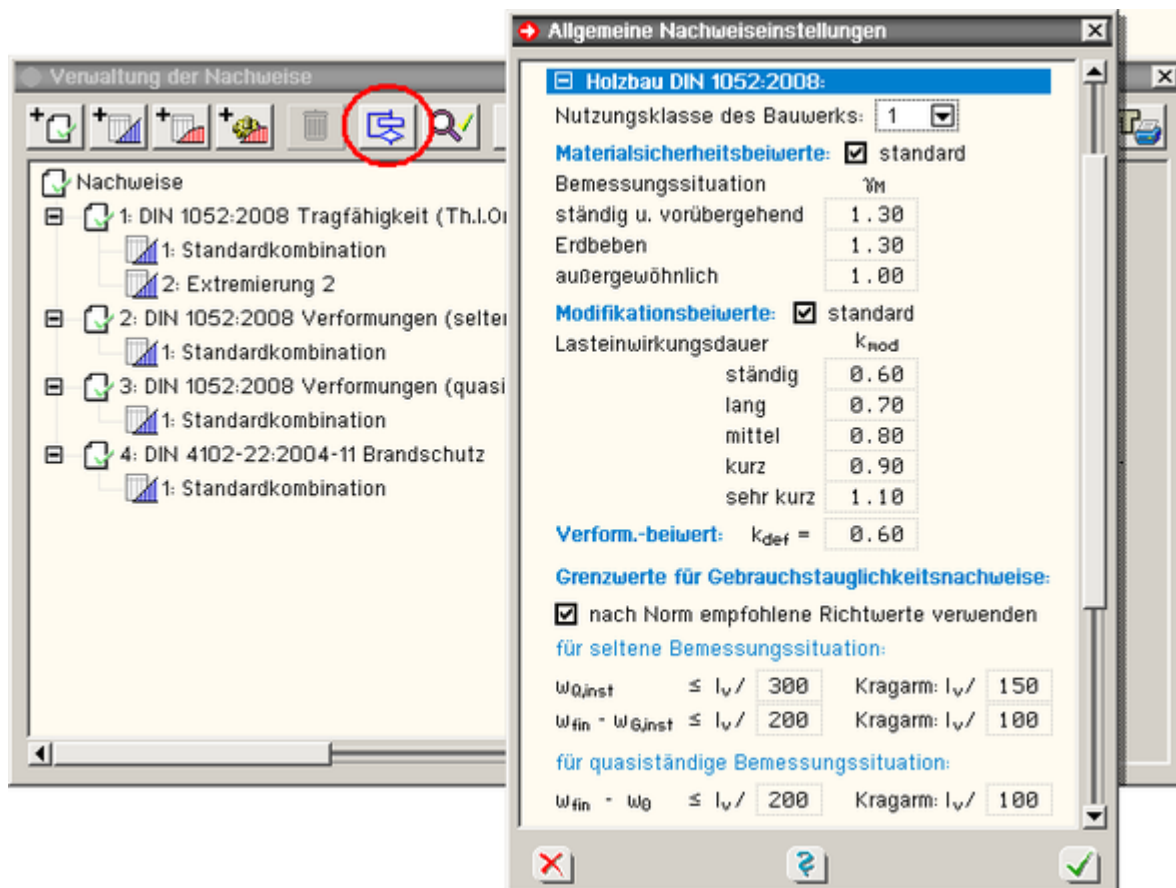 Verwaltung der Nachweise
Nachweise
1: DIN 1052:2008 Tragfähigkeit (Th.I.Or
1: Standardkombination
2: Extremierung 2
2: DIN 1052:2008 Verformungen (selter
1: Standardkombination
3: DIN 1052:2008 Verformungen (quasi
1: Standardkombination
4: DIN 4102-22:2004-11 Brandschutz
1: Standardkombination
Allgemeine Nachweiseinstellungen
Holzbau DIN 1052:2008:
Nutzungsklasse des Bauwerks: 1
Materialsicherheitsbeiwerte: standard
Bemessungssituation γM
ständig u. vorübergehend 1.30
Erdbeben 1.30
außergewöhnlich 1.00
Modifikationsbeiwerte: standard
Lasteinwirkungsdauer kmod
ständig 0.60
lang 0.70
mittel 0.80
kurz 0.90
sehr kurz 1.10
Verform.-beiwert: kdef = 0.60
Grenzwerte für Gebrauchstauglichkeitsnachweise:
nach Norm empfohlene Richtwerte verwenden
für seltene Bemessungssituation:
wQ,inst ≤ lv/ 300 Kragarm: lv/ 150
wfin - wG,inst ≤ lv/ 200 Kragarm: lv/ 100
für quasiständige Bemessungssituation:
wfin - w0 ≤ lv/ 200 Kragarm: lv/ 100